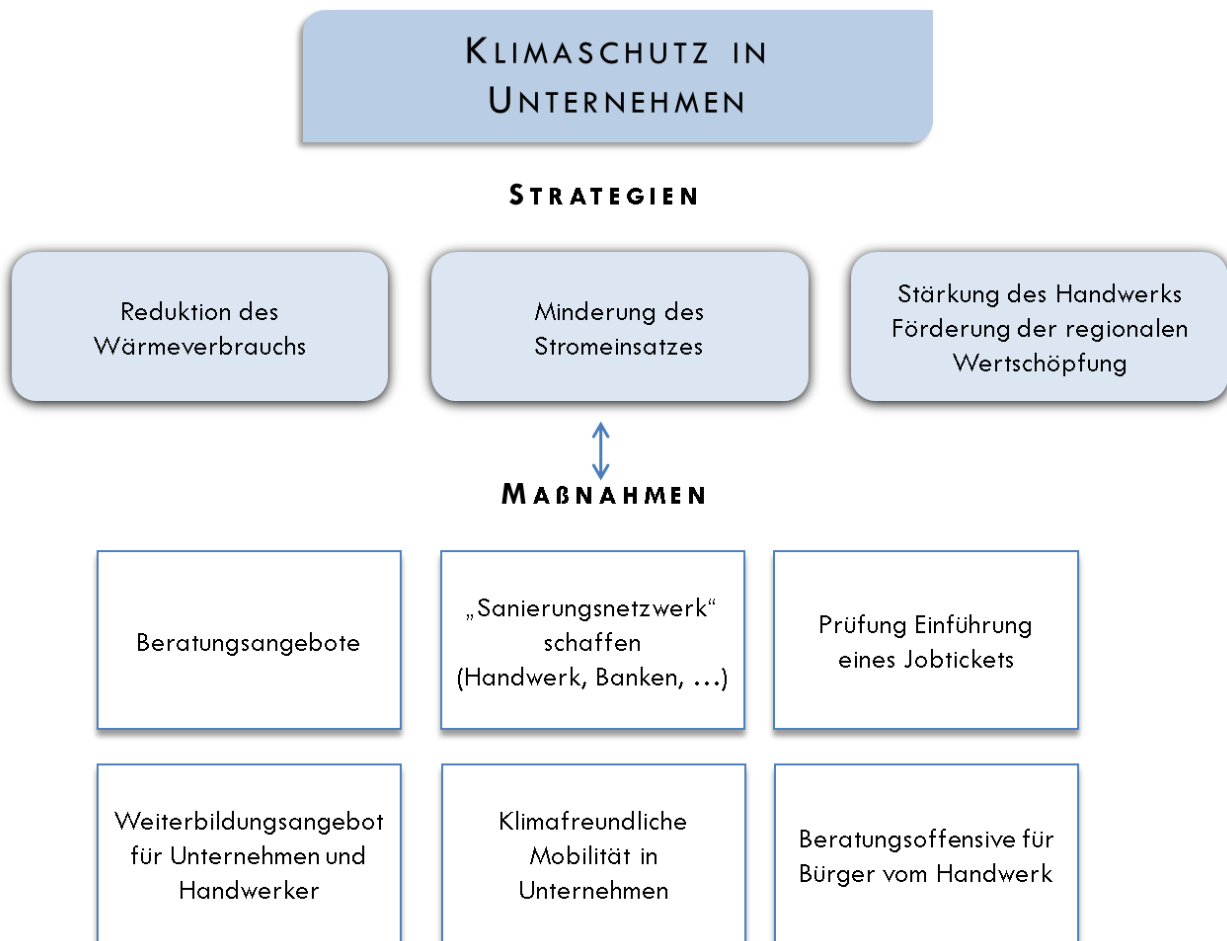 KLIMASCHUTZ IN
UNTERNEHMEN
STRATEGIEN
Reduktion des
Wärmeverbrauchs
Minderung des
Stromeinsatzes
Stärkung des Handwerks
Förderung der regionalen
Wertschöpfung
MAßNAHMEN
Beratungsangebote
„Sanierungsnetzwerk“
schaffen
(Handwerk, Banken, …)
Prüfung Einführung
eines Jobtickets
Weiterbildungsangebot
für Unternehmen und
Handwerker
Klimafreundliche
Mobilität in
Unternehmen
Beratungsoffensive für
Bürger vom Handwerk